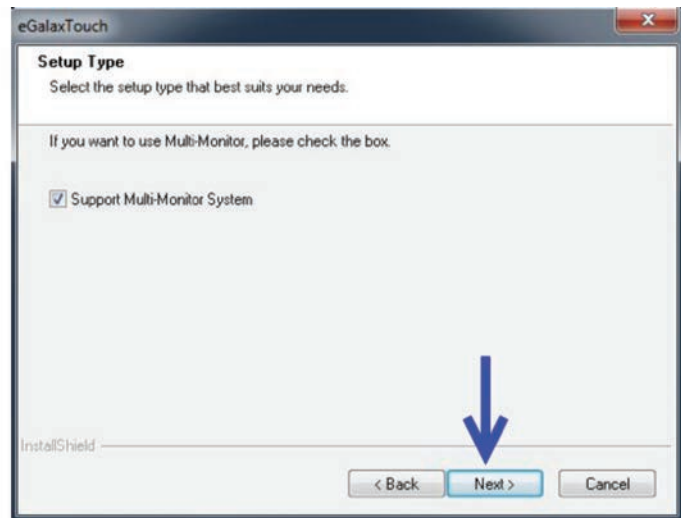 eGalaxTouch
Setup Type
Select the setup type that best suits your needs.
If you want to use Multi-Monitor, please check the box.
Support Multi-Monitor System
InstallShield
< Back Next > Cancel